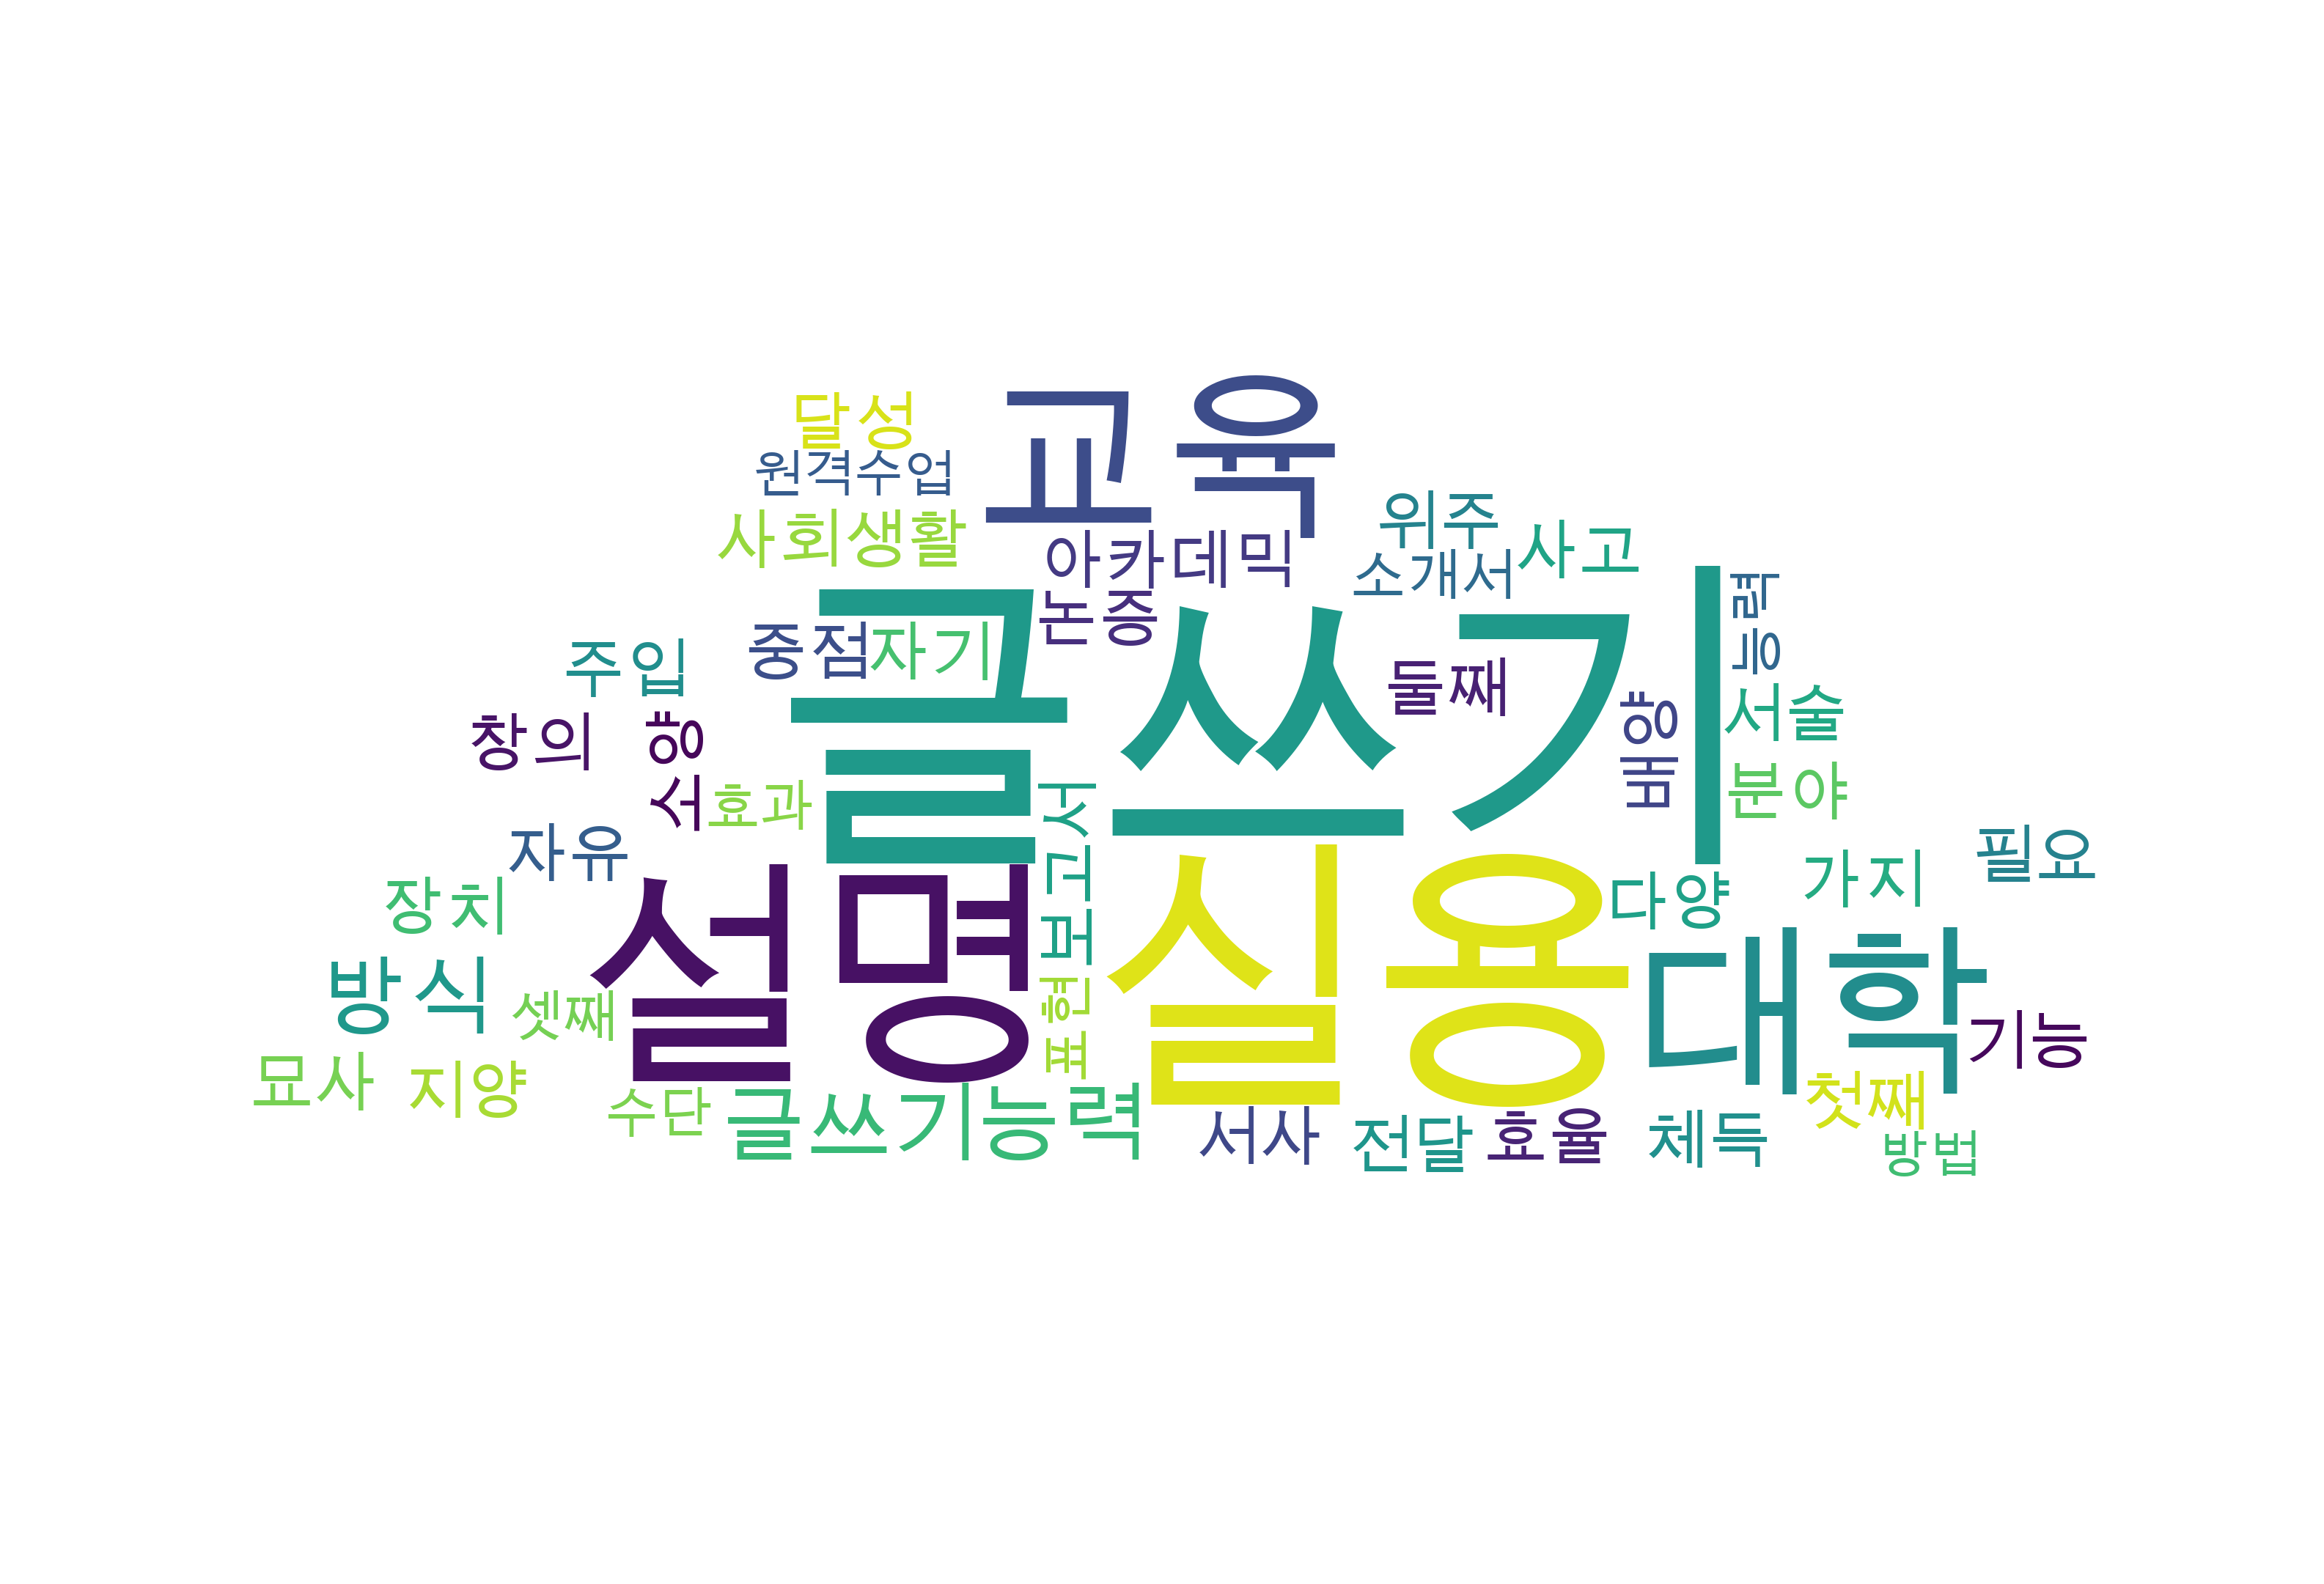 달성
교육
원격수업
위주
사회생활
아카데믹
소개서
사고
논증
글쓰기
중점
자기
주입
둘째
능력
창의
소양
목양
서술
효과
분야
보고서
자유
필요
가지
장치
설명
실용
다양
대학
방식
셋째
표현
기능
묘사
지양
수단
글쓰기능력
서사
전달
효율
체득
첫째
방법